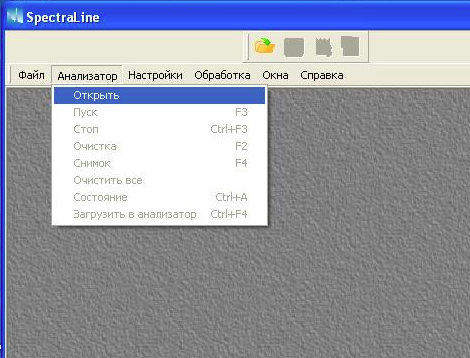 SpectraLine
Файл Анализатор Настройки Обработка Окна Справка
Открыть
Пуск F3
Стоп Ctrl+F3
Очистка F2
Снимок F4
Очистить все
Состояние Ctrl+A
Загрузить в анализатор Ctrl+F4